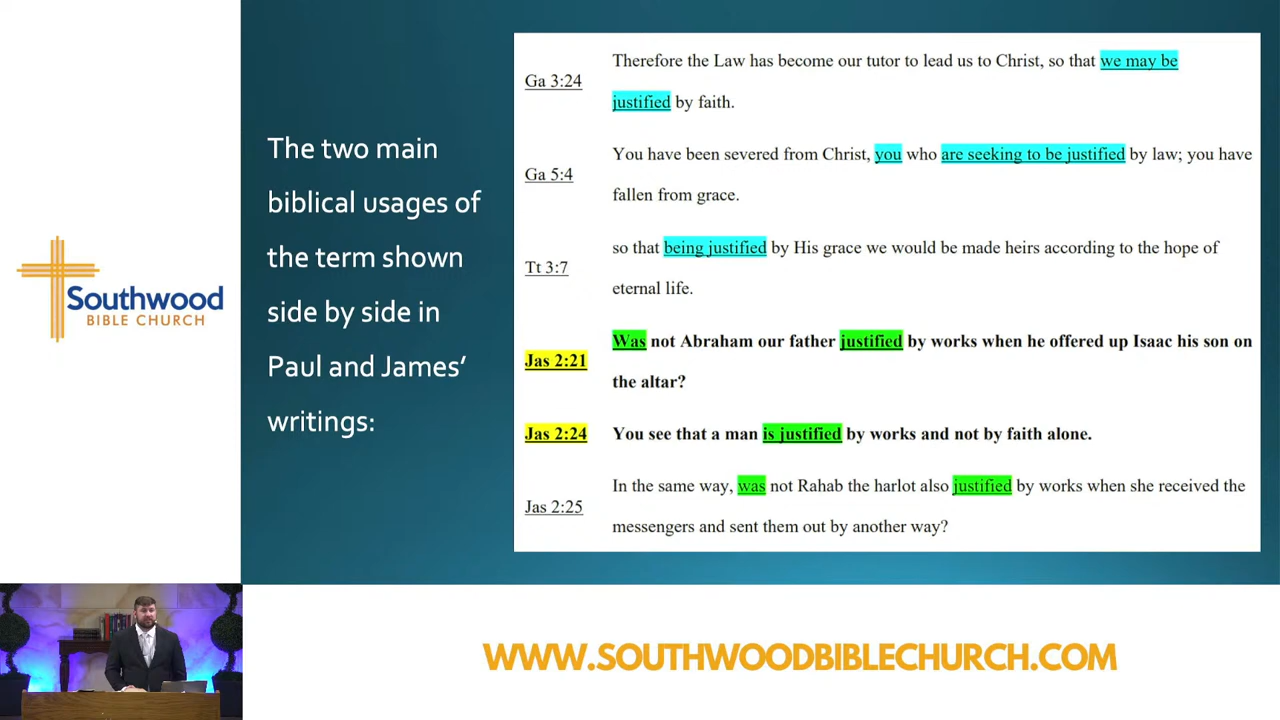 The two main
biblical usages of
the term shown
side by side in
Paul and James’
writings:
Southwood
BIBLE CHURCH
Ga 3:24
Therefore the Law has become our tutor to lead us to Christ, so that we may be
justified by faith.
Ga 5:4
You have been severed from Christ, you who are seeking to be justified by law; you have
fallen from grace.
Tt 3:7
so that being justified by His grace we would be made heirs according to the hope of
eternal life.
Jas 2:21
Was not Abraham our father justified by works when he offered up Isaac his son on
the altar?
Jas 2:24
You see that a man is justified by works and not by faith alone.
Jas 2:25
In the same way, was not Rahab the harlot also justified by works when she received the
messengers and sent them out by another way?
WWW.SOUTHWOODBIBLECHURCH.COM